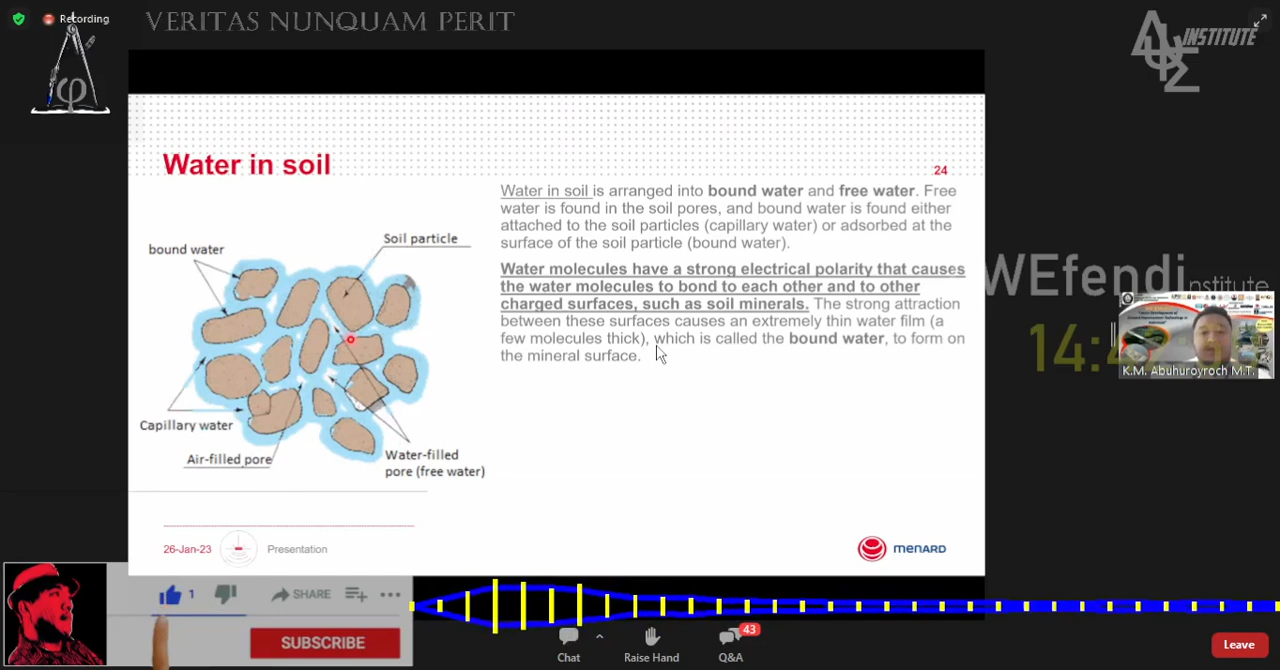 Recording
VERITAS NUNQUAM PERIT
INSTITUTE
φ
Water in soil
24
Water in soil is arranged into bound water and free water. Free
water is found in the soil pores, and bound water is found either
attached to the soil particles (capillary water) or adsorbed at the
surface of the soil particle (bound water).
Water molecules have a strong electrical polarity that causes
the water molecules to bond to each other and to other
charged surfaces, such as soil minerals. The strong attraction
between these surfaces causes an extremely thin water film (a
few molecules thick), which is called the bound water, to form on
the mineral surface.
bound water
Soil particle
Capillary water
Air-filled pore
Water-filled
pore (free water)
WEfendi
institute
K.M. Abuhuroyroch M.T.
26-Jan-23
Presentation
MENARD
1
SHARE
SUBSCRIBE
Chat
Raise Hand
Q&A
43
Leave